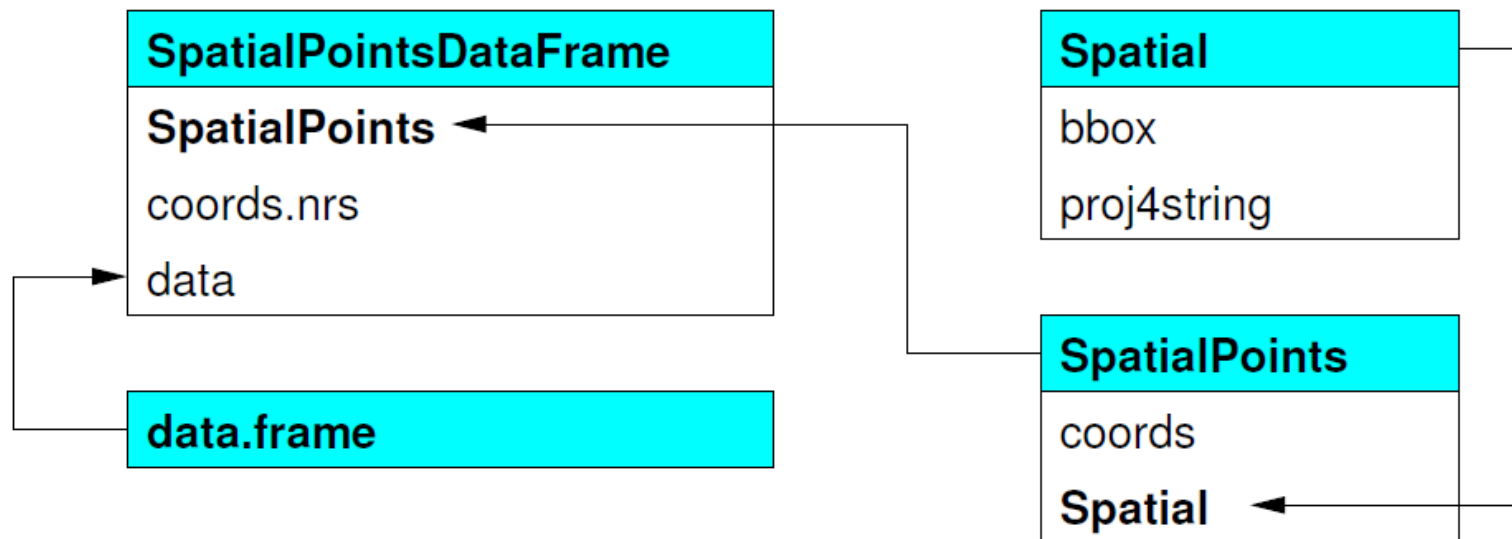 SpatialPointsDataFrame
SpatialPoints
coords.nrs
data
data.frame
Spatial
bbox
proj4string
SpatialPoints
coords
Spatial